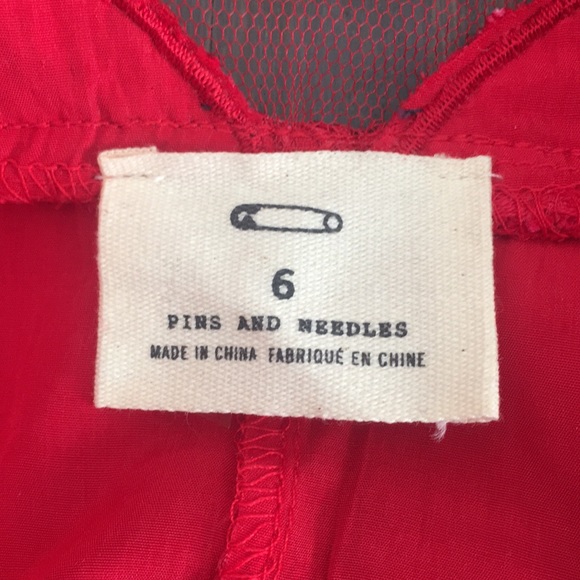 6
PINS AND NEEDLES
MADE IN CHINA FABRIQUÉ EN CHINE